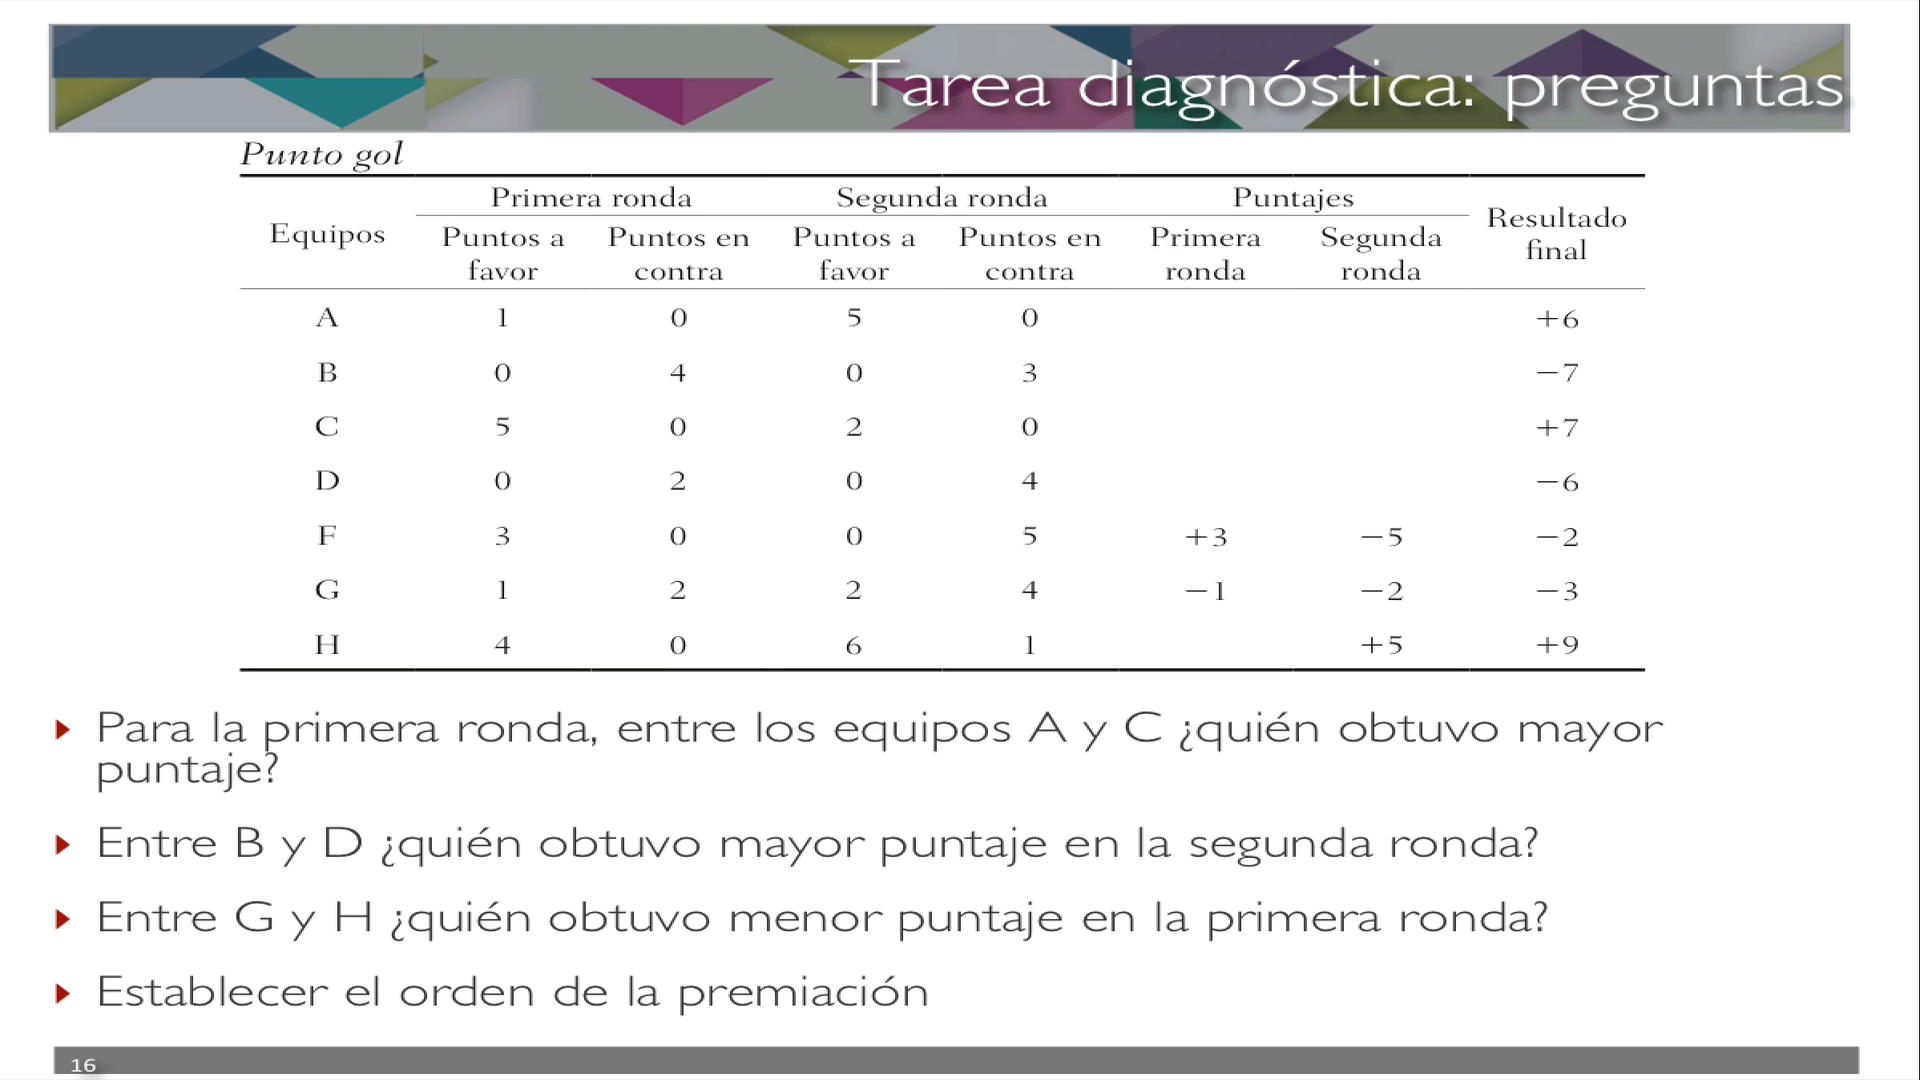 Tarea diagnóstica: preguntas
Punto gol
Equipos Primera ronda Segunda ronda Puntajes Resultado final
Puntos a favor Puntos en contra Puntos a favor Puntos en contra Primera ronda Segunda ronda
A 1 0 5 0 +6
B 0 4 0 3 −7
C 5 0 2 0 +7
D 0 2 0 4 −6
F 3 0 0 5 +3 −5 −2
G 1 2 2 4 −1 −2 −3
H 4 0 6 1 +5 +9
Para la primera ronda, entre los equipos A y C ¿quién obtuvo mayor
puntaje?
Entre B y D ¿quién obtuvo mayor puntaje en la segunda ronda?
Entre G y H ¿quién obtuvo menor puntaje en la primera ronda?
Establecer el orden de la premiación
16